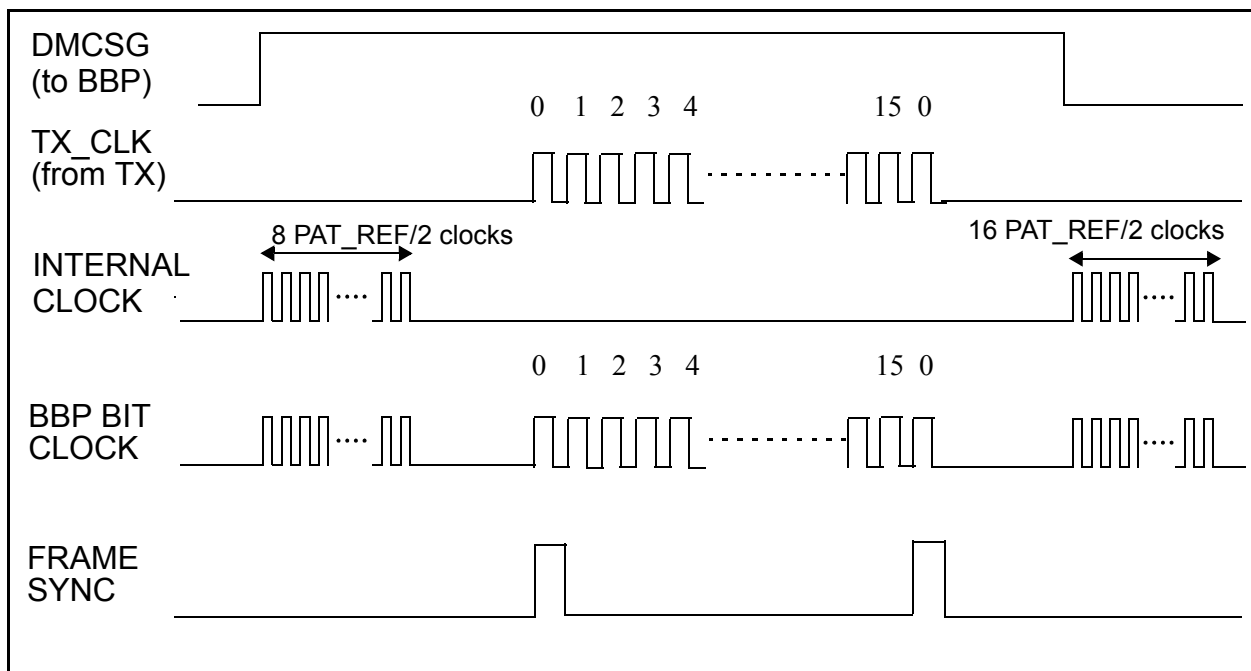 DMCSG
(to BBP)
0 1 2 3 4 15 0
TX_CLK
(from TX)
8 PAT_REF/2 clocks
16 PAT_REF/2 clocks
INTERNAL
CLOCK
0 1 2 3 4 15 0
BBP BIT
CLOCK
FRAME
SYNC